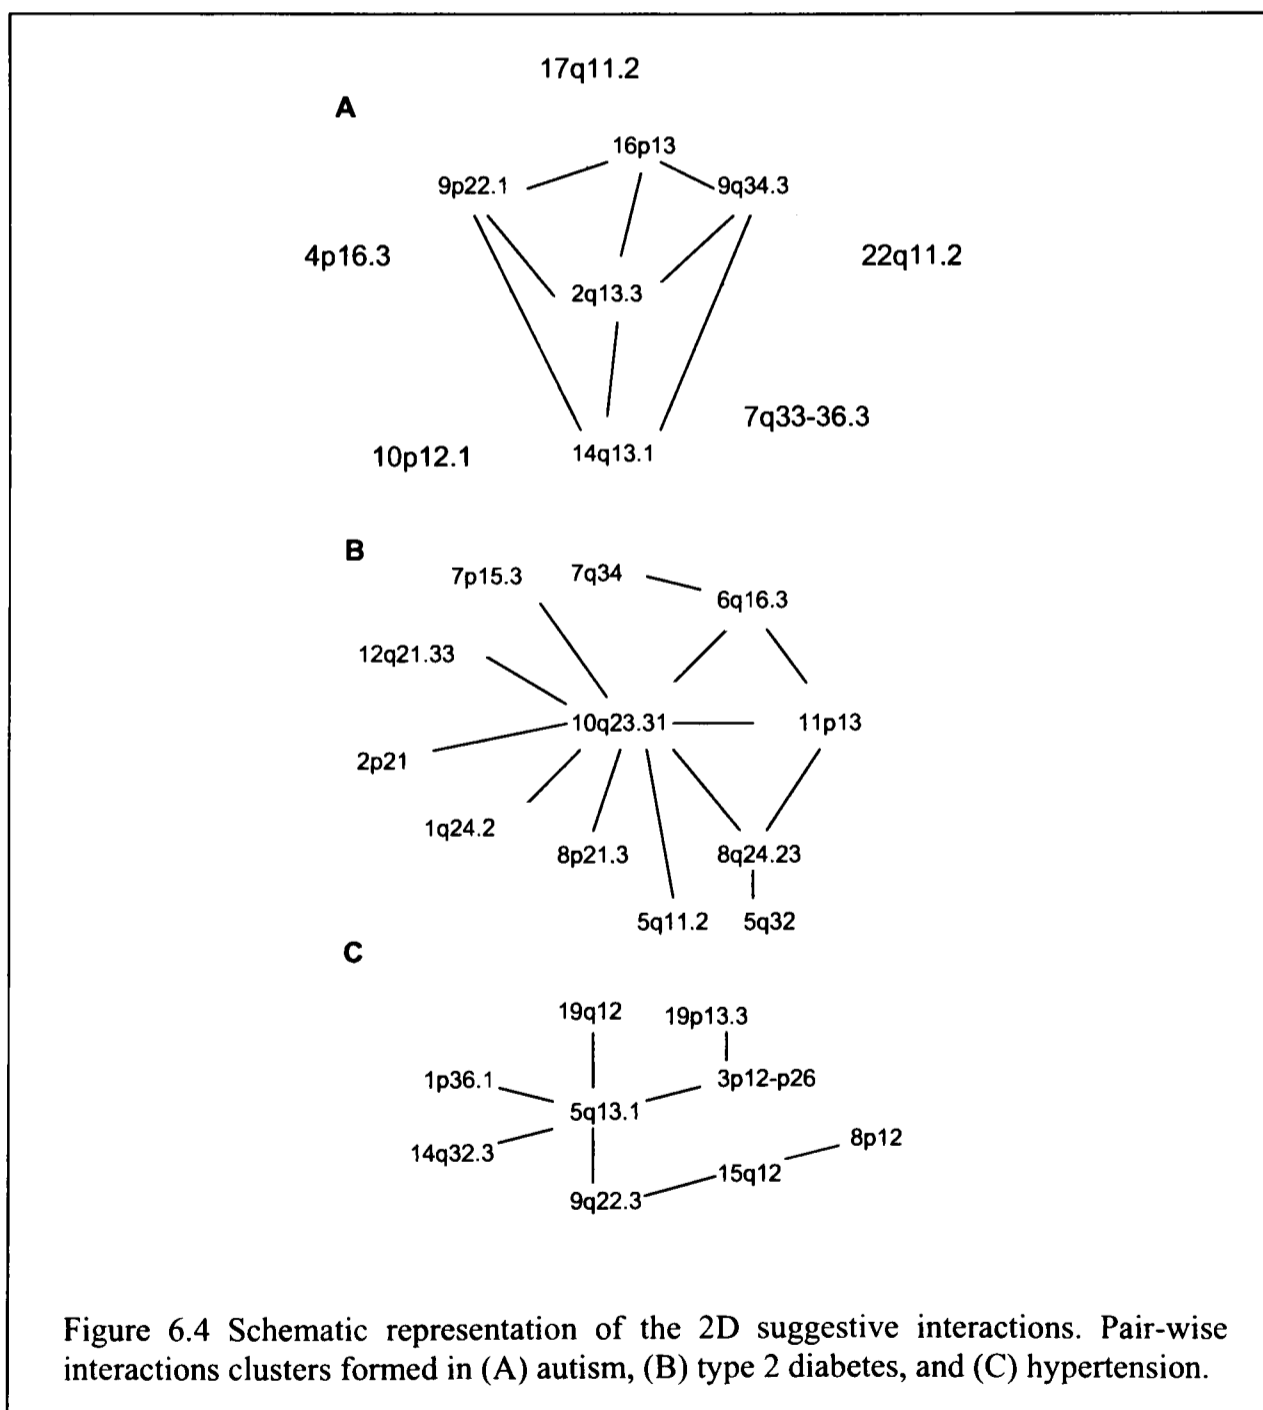 17q11.2
A
16p13
9p22.1
9q34.3
4p16.3
22q11.2
2q13.3
7q33-36.3
10p12.1
14q13.1
B
7p15.3
7q34
6q16.3
12q21.33
10q23.31
11p13
2p21
1q24.2
8p21.3
8q24.23
5q11.2
5q32
C
19q12
19p13.3
1p36.1
3p12-p26
5q13.1
14q32.3
8p12
15q12
9q22.3
Figure 6.4 Schematic representation of the 2D suggestive interactions. Pair-wise
interactions clusters formed in (A) autism, (B) type 2 diabetes, and (C) hypertension.